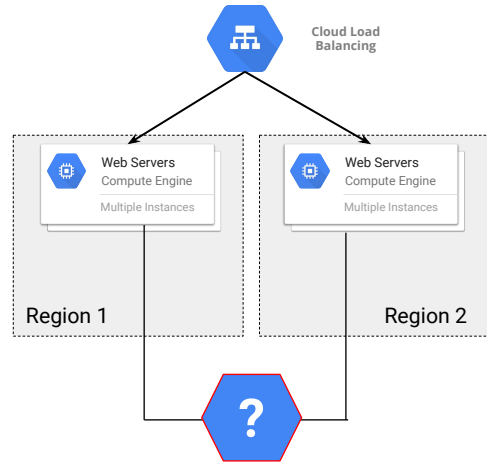 Cloud Load
Balancing
Web Servers
Compute Engine
Multiple Instances
Web Servers
Compute Engine
Multiple Instances
Region 1
Region 2
?